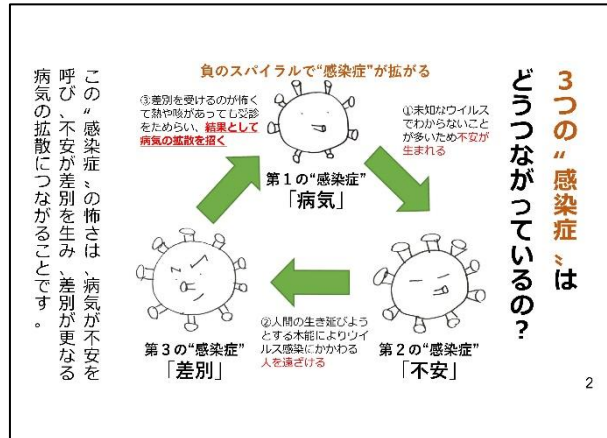 3つの〝感染症〟は
どうつながっているの？
負のスパイラルで“感染症”が拡がる
①未知なウイルス
でわからないこと
が多いため不安が
生まれる
第１の“感染症”
「病気」
第２の“感染症”
「不安」
②人間の生き延びよう
とする本能によりウイ
ルス感染にかかわる
人を遠ざける
第３の“感染症”
「差別」
③差別を受けるのが怖く
て熱や咳があっても受診
をためらい、結果として
病気の拡散を招く
この〝感染症〟の怖さは、病気が不安を
呼び、不安が差別を生み、差別が更なる
病気の拡散につながることです。
2